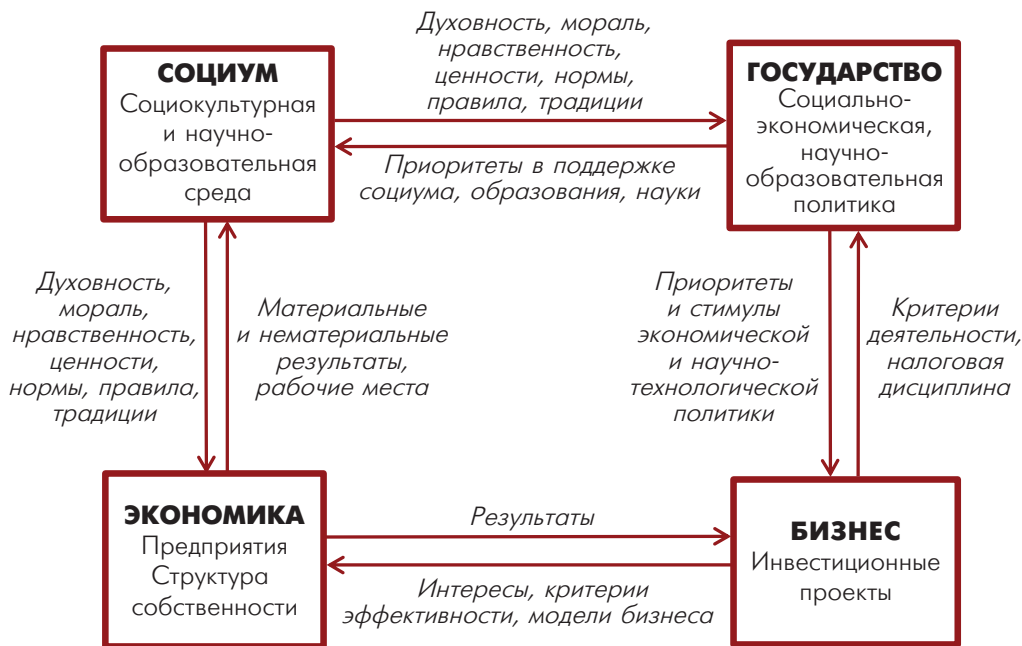 СОЦИУМ
Социокультурная
и научно-
образовательная
среда
Духовность, мораль,
нравственность,
ценности, нормы,
правила, традиции
Приоритеты в поддержке
социума, образования, науки
ГОСУДАРСТВО
Социально-
экономическая,
научно-
образовательная
политика
Духовность,
мораль,
нравственность,
ценности,
нормы, правила,
традиции
Материальные
и нематериальные
результаты,
рабочие места
Приоритеты
и стимулы
экономической
и научно-
технологической
политики
Критерии
деятельности,
налоговая
дисциплина
ЭКОНОМИКА
Предприятия
Структура
собственности
Результаты
Интересы, критерии
эффективности, модели бизнеса
БИЗНЕС
Инвестиционные
проекты